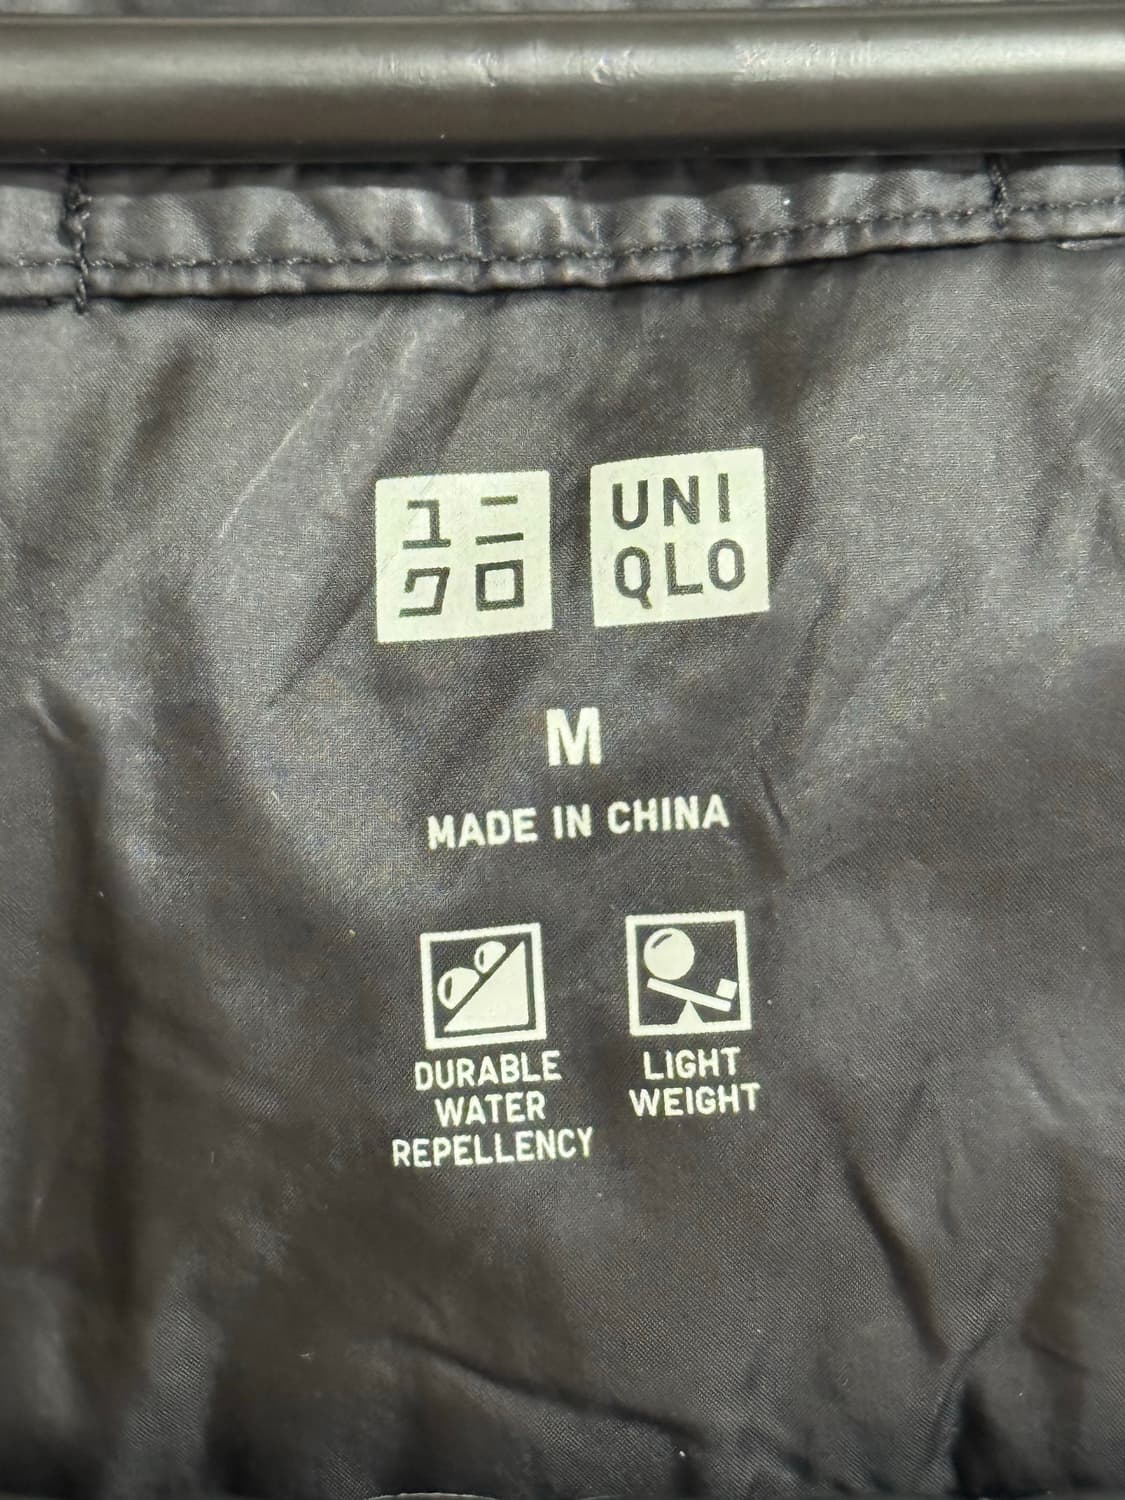 ユニ
クロ
UNI
QLO
M
MADE IN CHINA
DURABLE
WATER
REPELLENCY
LIGHT
WEIGHT